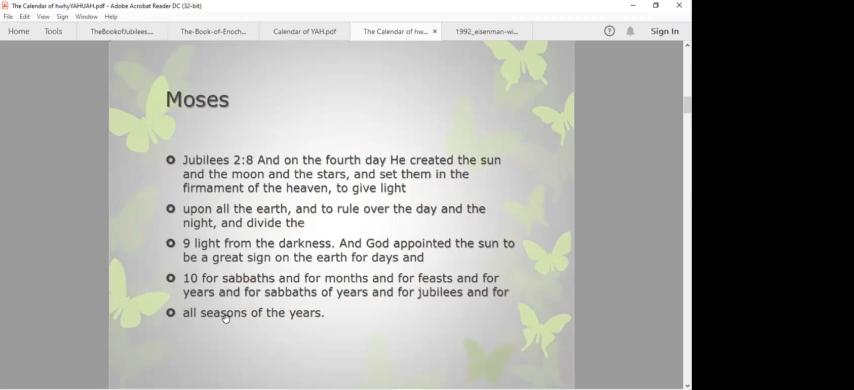 The Calendar of hwhyYAHUAH.pdf - Adobe Acrobat Reader DC (32-bit)
File Edit View Sign Window Help
Home Tools TheBookofJubilees.... The-Book-of-Enoch... Calendar of YAH.pdf The Calendar of hw... × 1992_eisenman-wi... Sign In
Moses
Jubilees 2:8 And on the fourth day He created the sun
and the moon and the stars, and set them in the
firmament of the heaven, to give light
upon all the earth, and to rule over the day and the
night, and divide the
9 light from the darkness. And God appointed the sun to
be a great sign on the earth for days and
10 for sabbaths and for months and for feasts and for
years and for sabbaths of years and for jubilees and for
all seasons of the years.